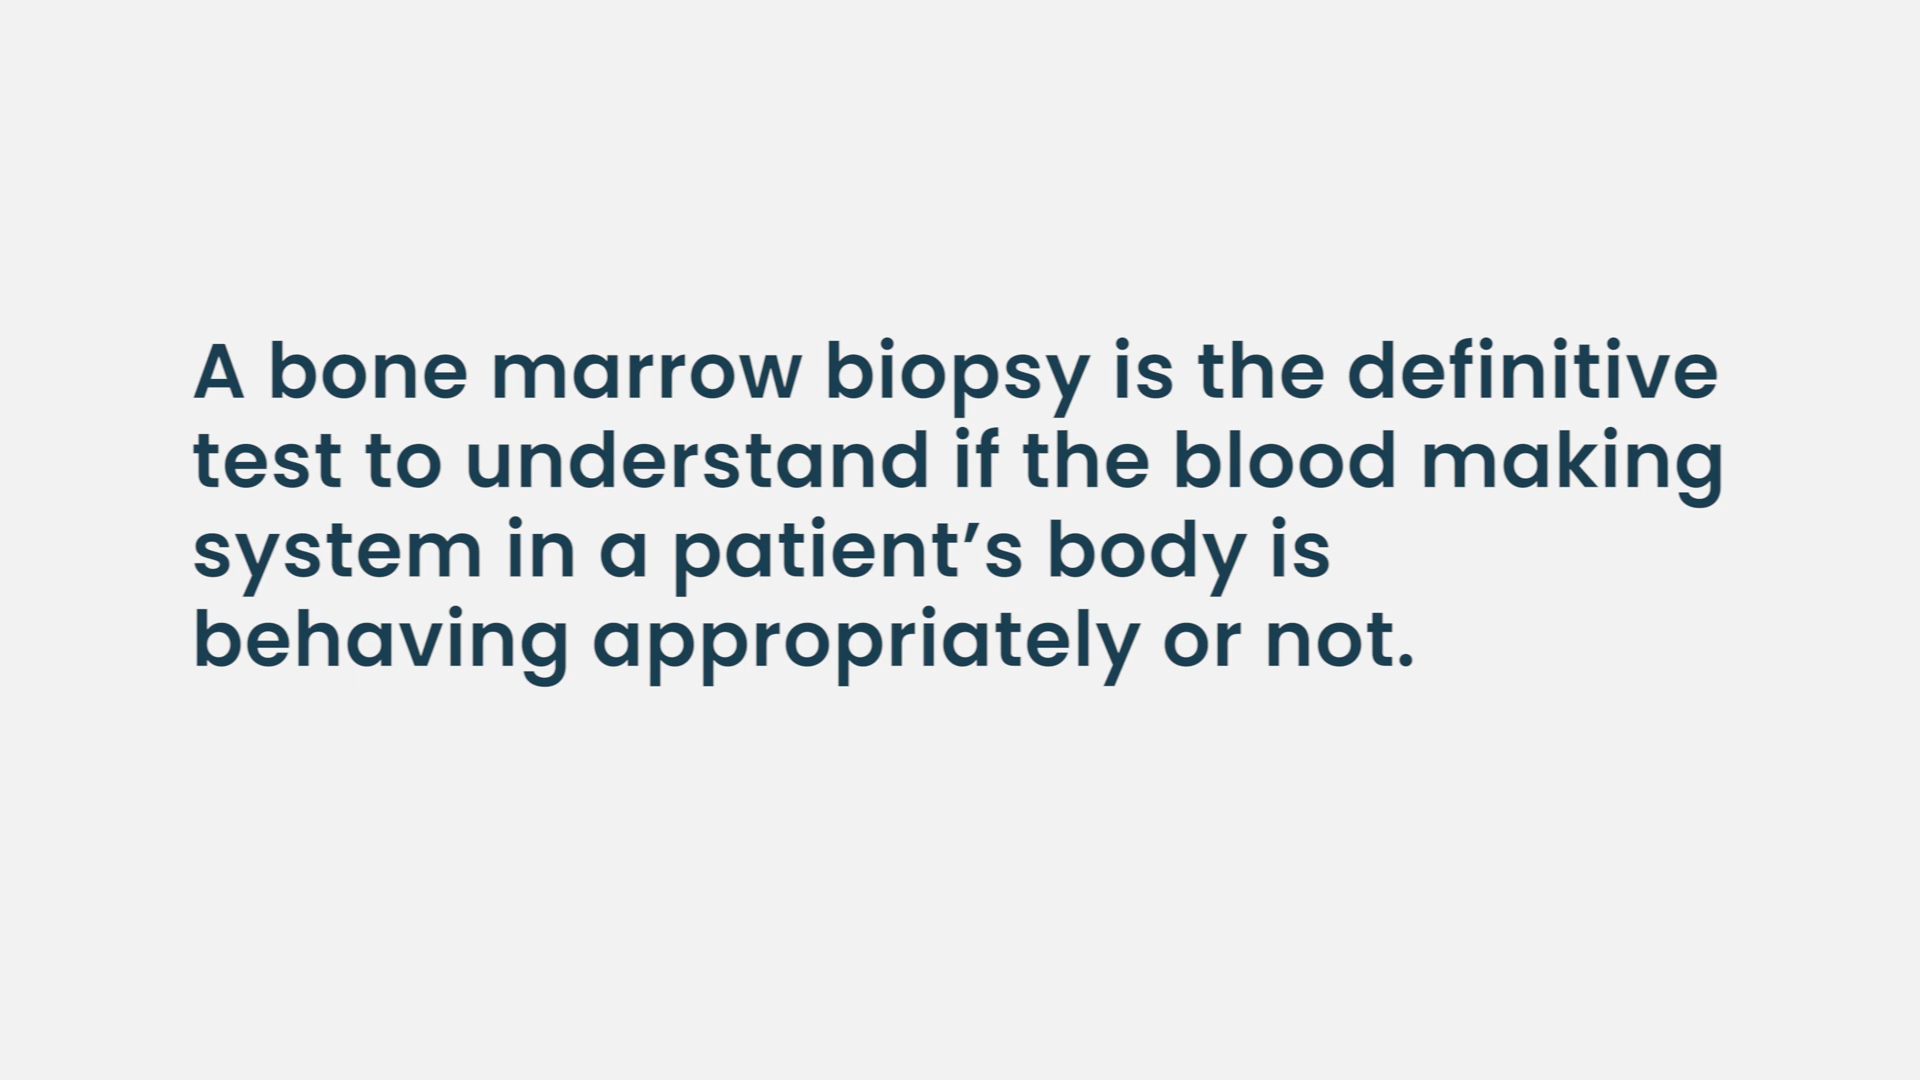 A bone marrow biopsy is the definitive
test to understand if the blood making
system in a patient’s body is
behaving appropriately or not.